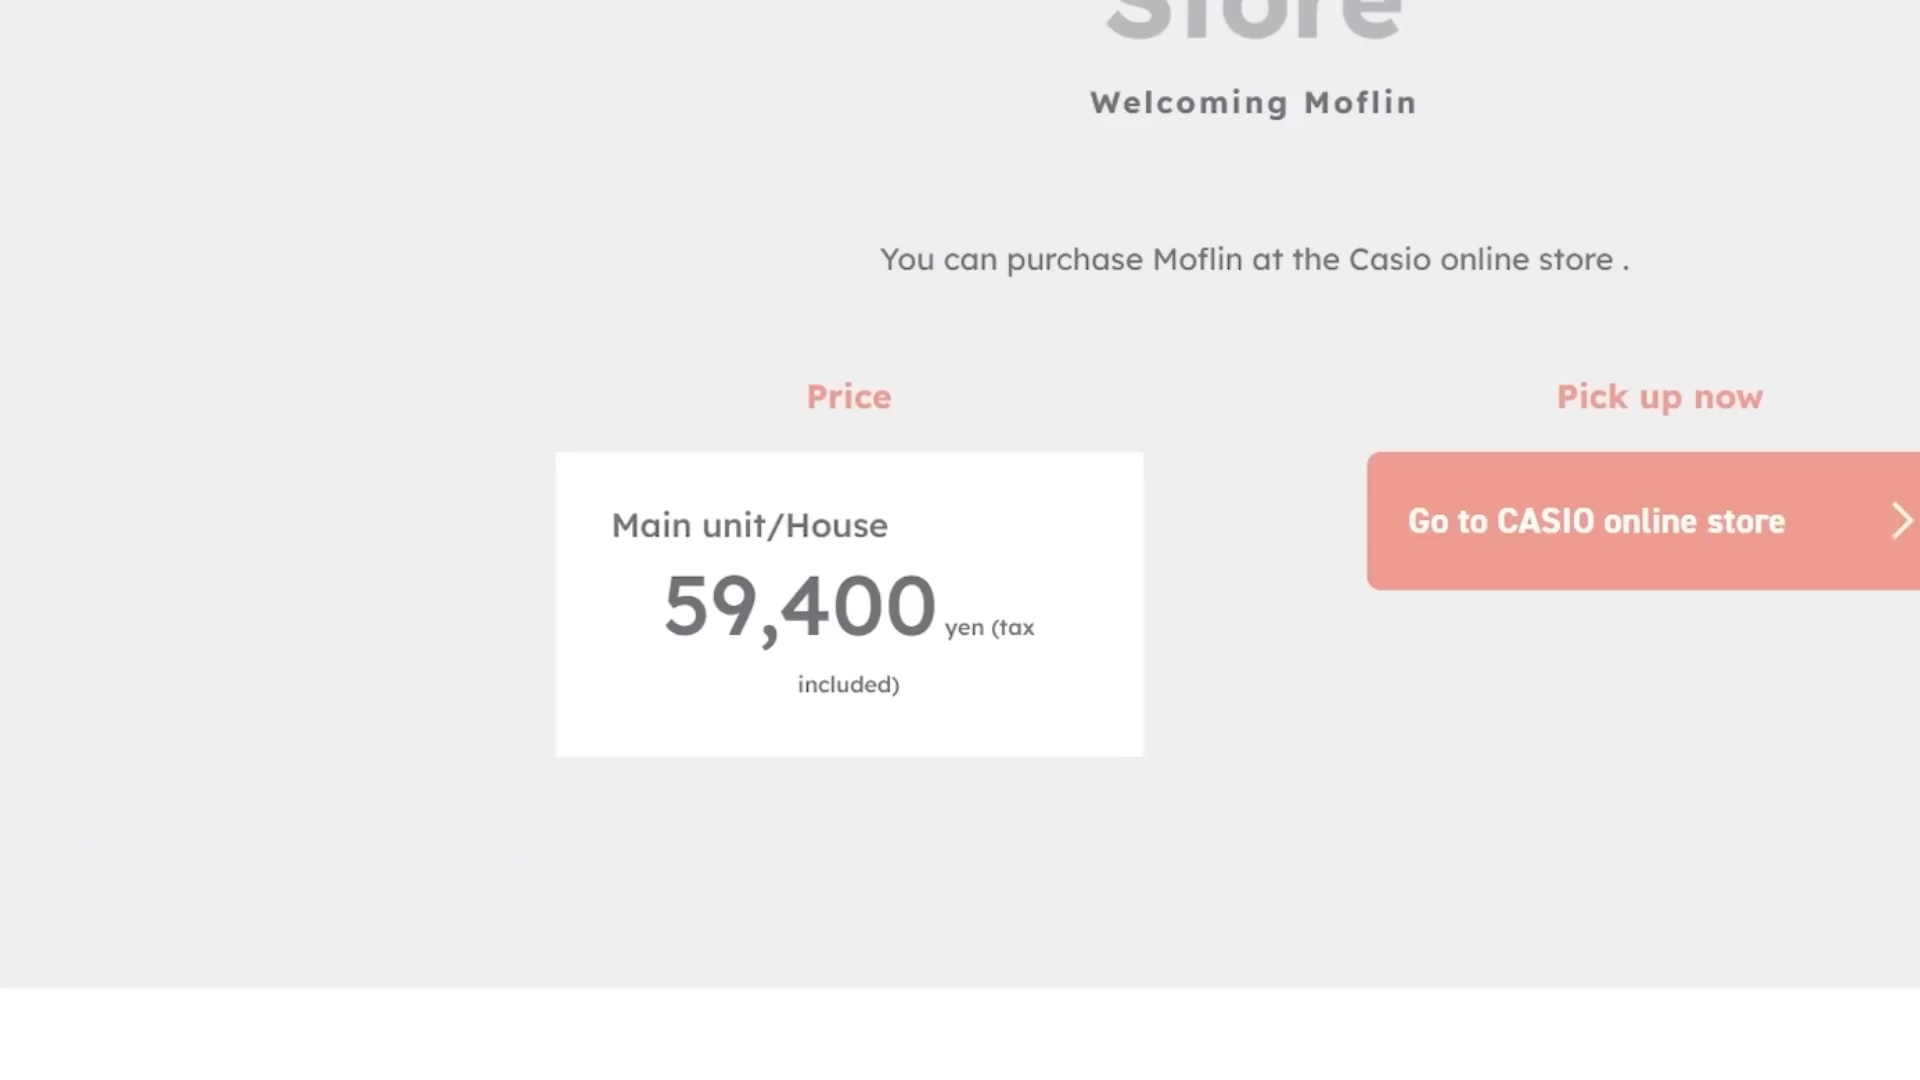 Store
Welcoming Moflin
You can purchase Moflin at the Casio online store .
Price
Pick up now
Main unit/House
59,400 yen (tax
included)
Go to CASIO online store